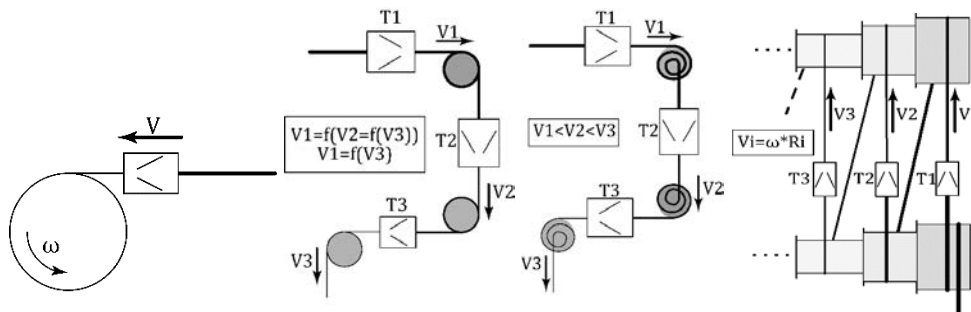 V
ω
T1
V1
V1=f(V2=f(V3))
V1=f(V3)
T2
V2
T3
V3
T1
V1
V1<V2<V3
T2
V2
T3
V3
V3
V2
V
Vi=ω*Ri
T3
T2
T1